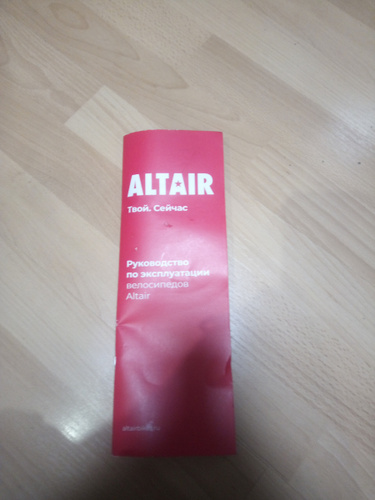 ALTAIR
Твой. Сейчас
Руководство
по эксплуатации
велосипедов
Altair